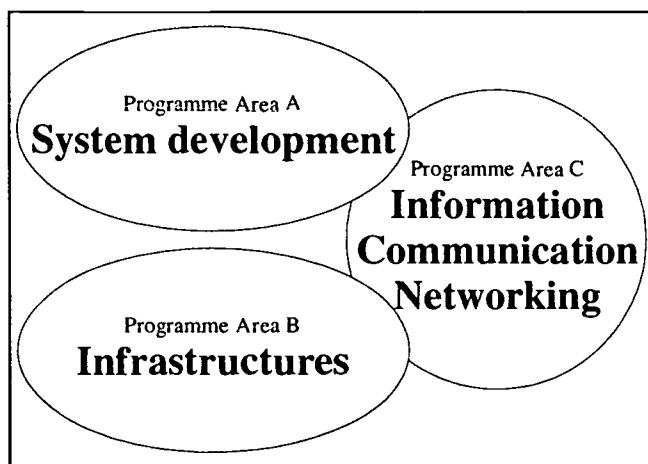 Programme Area A
System development
Programme Area C
Information
Communication
Networking
Programme Area B
Infrastructures